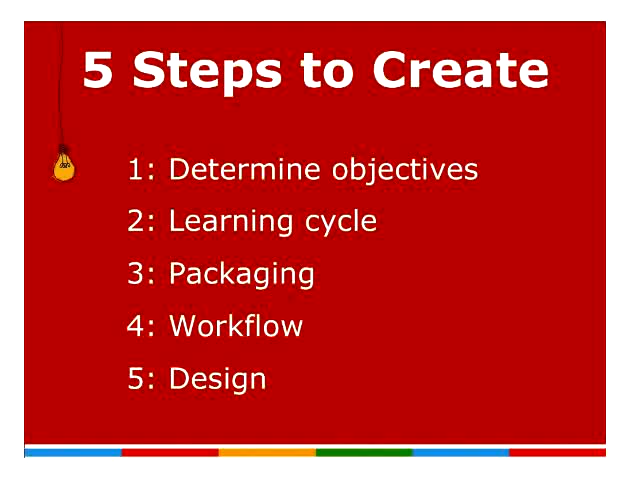 5 Steps to Create
1: Determine objectives
2: Learning cycle
3: Packaging
4: Workflow
5: Design